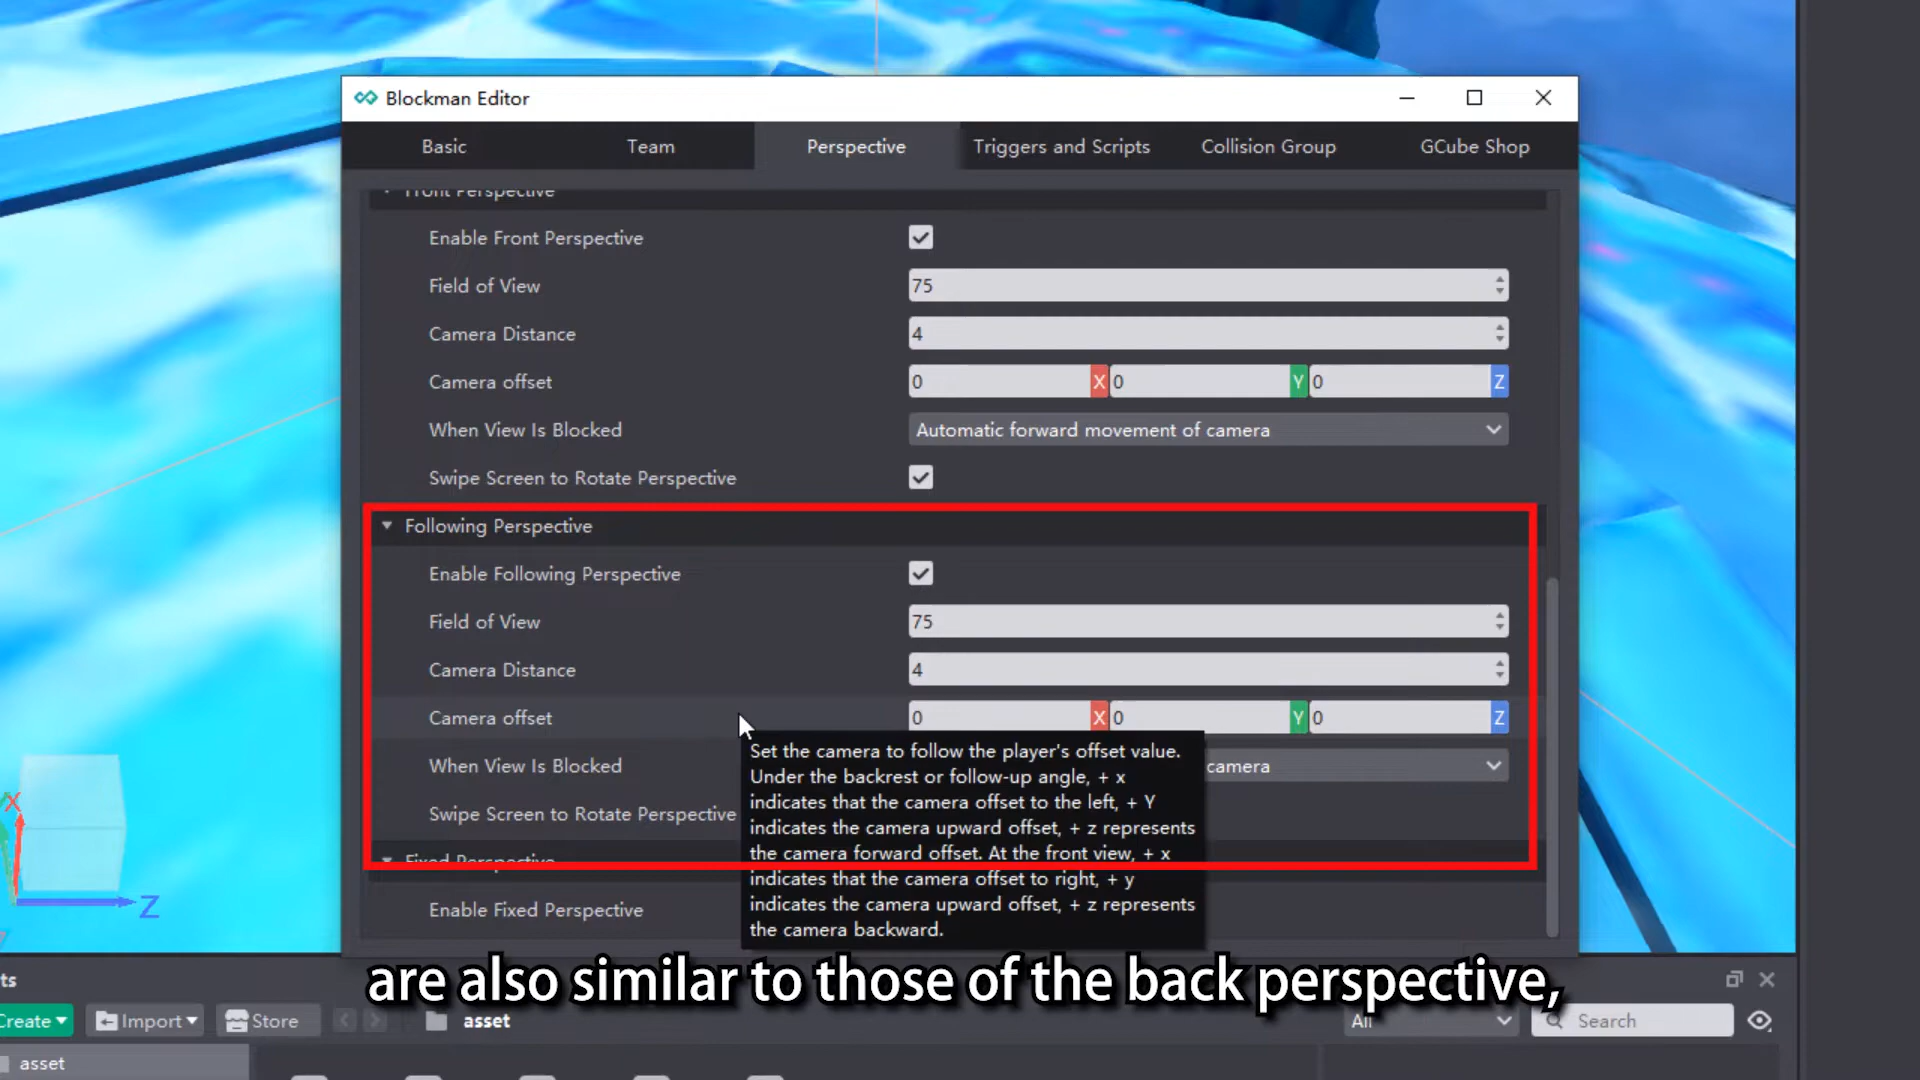 Blockman Editor
Basic Team Perspective Triggers and Scripts Collision Group GCube Shop
Front Perspective
Enable Front Perspective
Field of View 75
Camera Distance 4
Camera offset 0 X 0 Y 0 Z
When View Is Blocked Automatic forward movement of camera
Swipe Screen to Rotate Perspective
Following Perspective
Enable Following Perspective
Field of View 75
Camera Distance 4
Camera offset 0 X 0 Y 0 Z
When View Is Blocked camera
Swipe Screen to Rotate Perspective
Set the camera to follow the player's offset value.
Under the backrest or follow-up angle, + x
indicates that the camera offset to the left, + Y
indicates the camera upward offset, + z represents
the camera forward offset. At the front view, + x
indicates that the camera offset to right, + y
indicates the camera upward offset, + z represents
the camera backward.
Fixed Perspective
Enable Fixed Perspective
X
Z
are also similar to those of the back perspective,
ts
Create Import Store asset All Search
asset